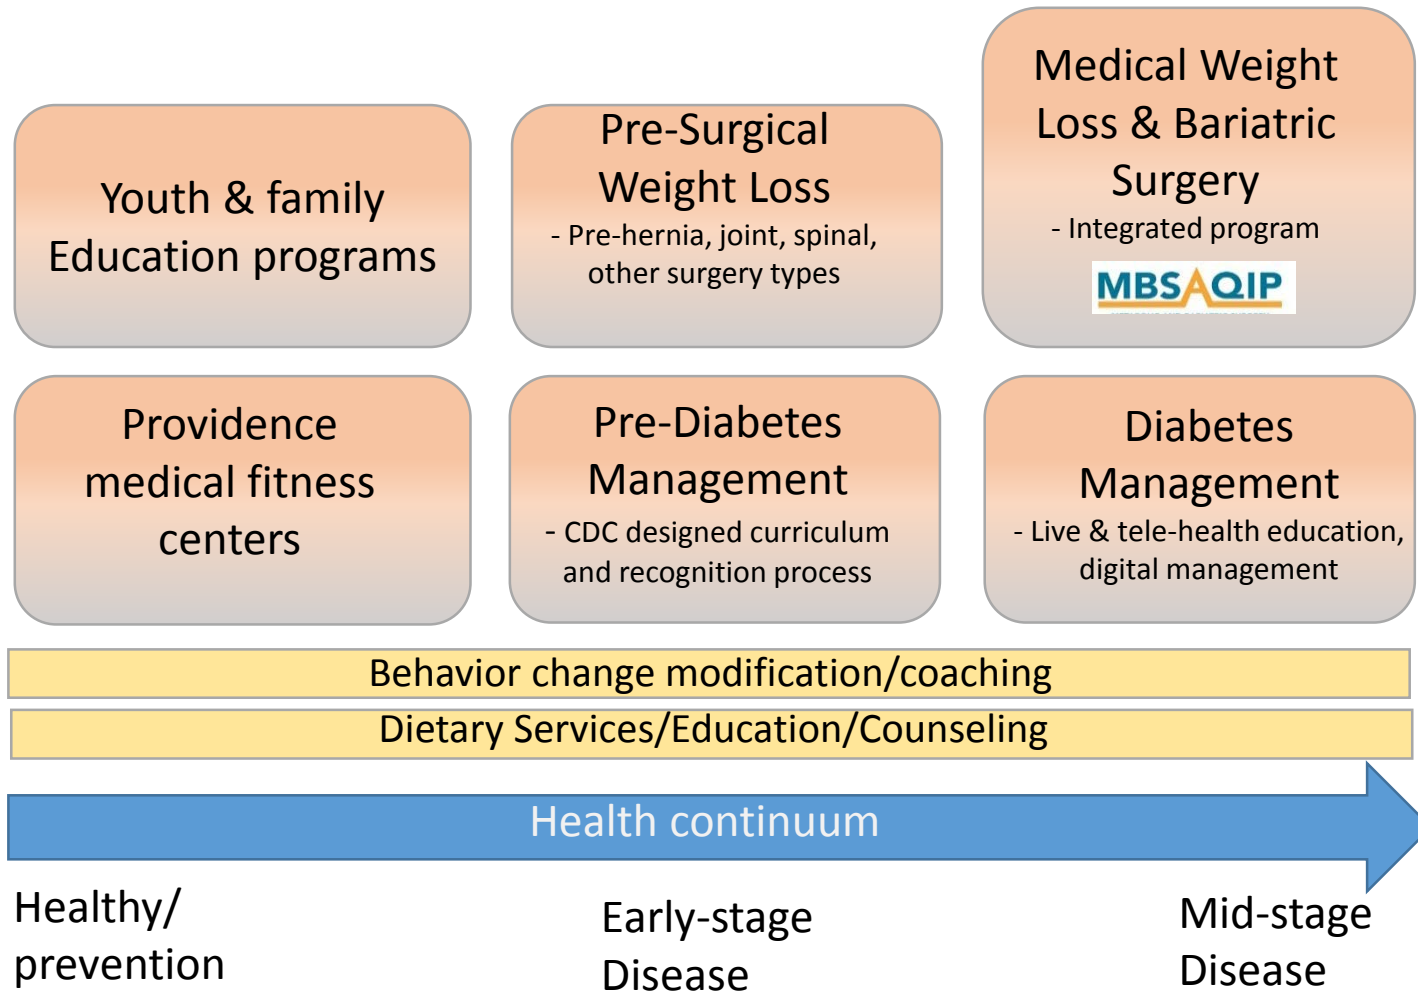 Youth & family
Education programs
Pre-Surgical
Weight Loss
- Pre-hernia, joint, spinal,
other surgery types
Medical Weight
Loss & Bariatric
Surgery
- Integrated program
MBSAQIP
Providence
medical fitness
centers
Pre-Diabetes
Management
- CDC designed curriculum
and recognition process
Diabetes
Management
- Live & tele-health education,
digital management
Behavior change modification/coaching
Dietary Services/Education/Counseling
Health continuum
Healthy/
prevention
Early-stage
Disease
Mid-stage
Disease